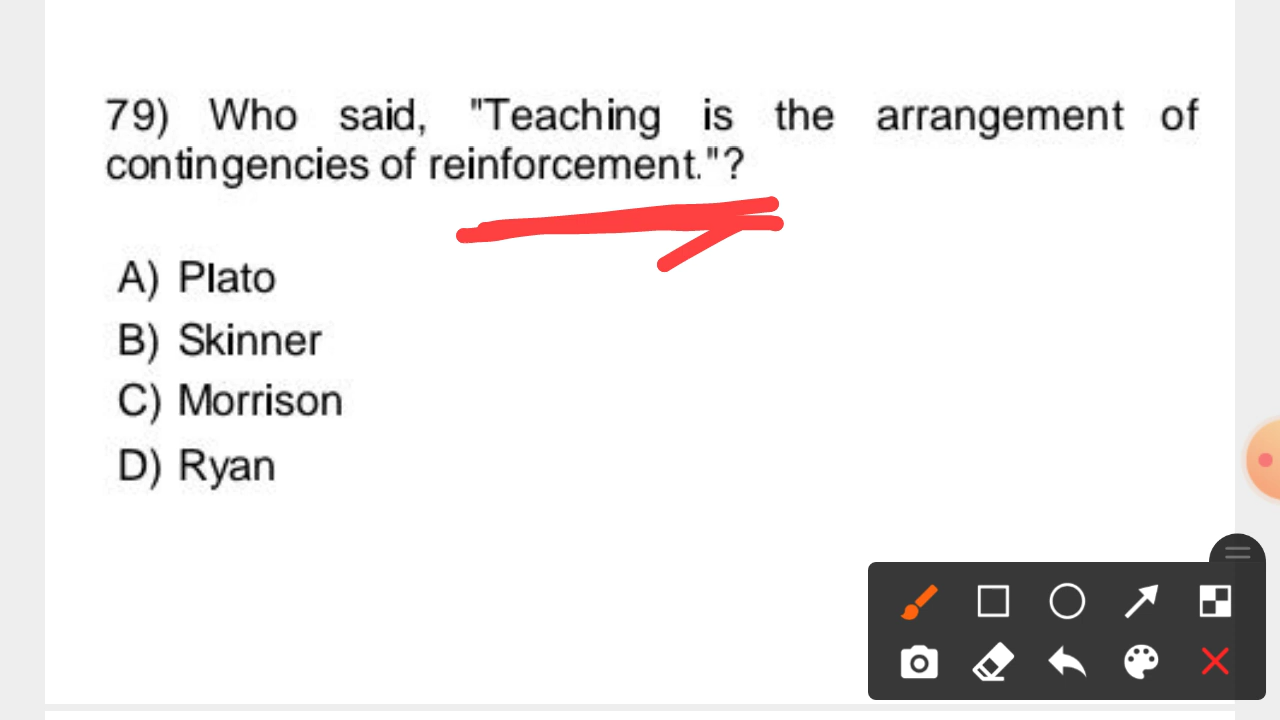 79) Who said, "Teaching is the arrangement of
contingencies of reinforcement."?
A) Plato
B) Skinner
C) Morrison
D) Ryan